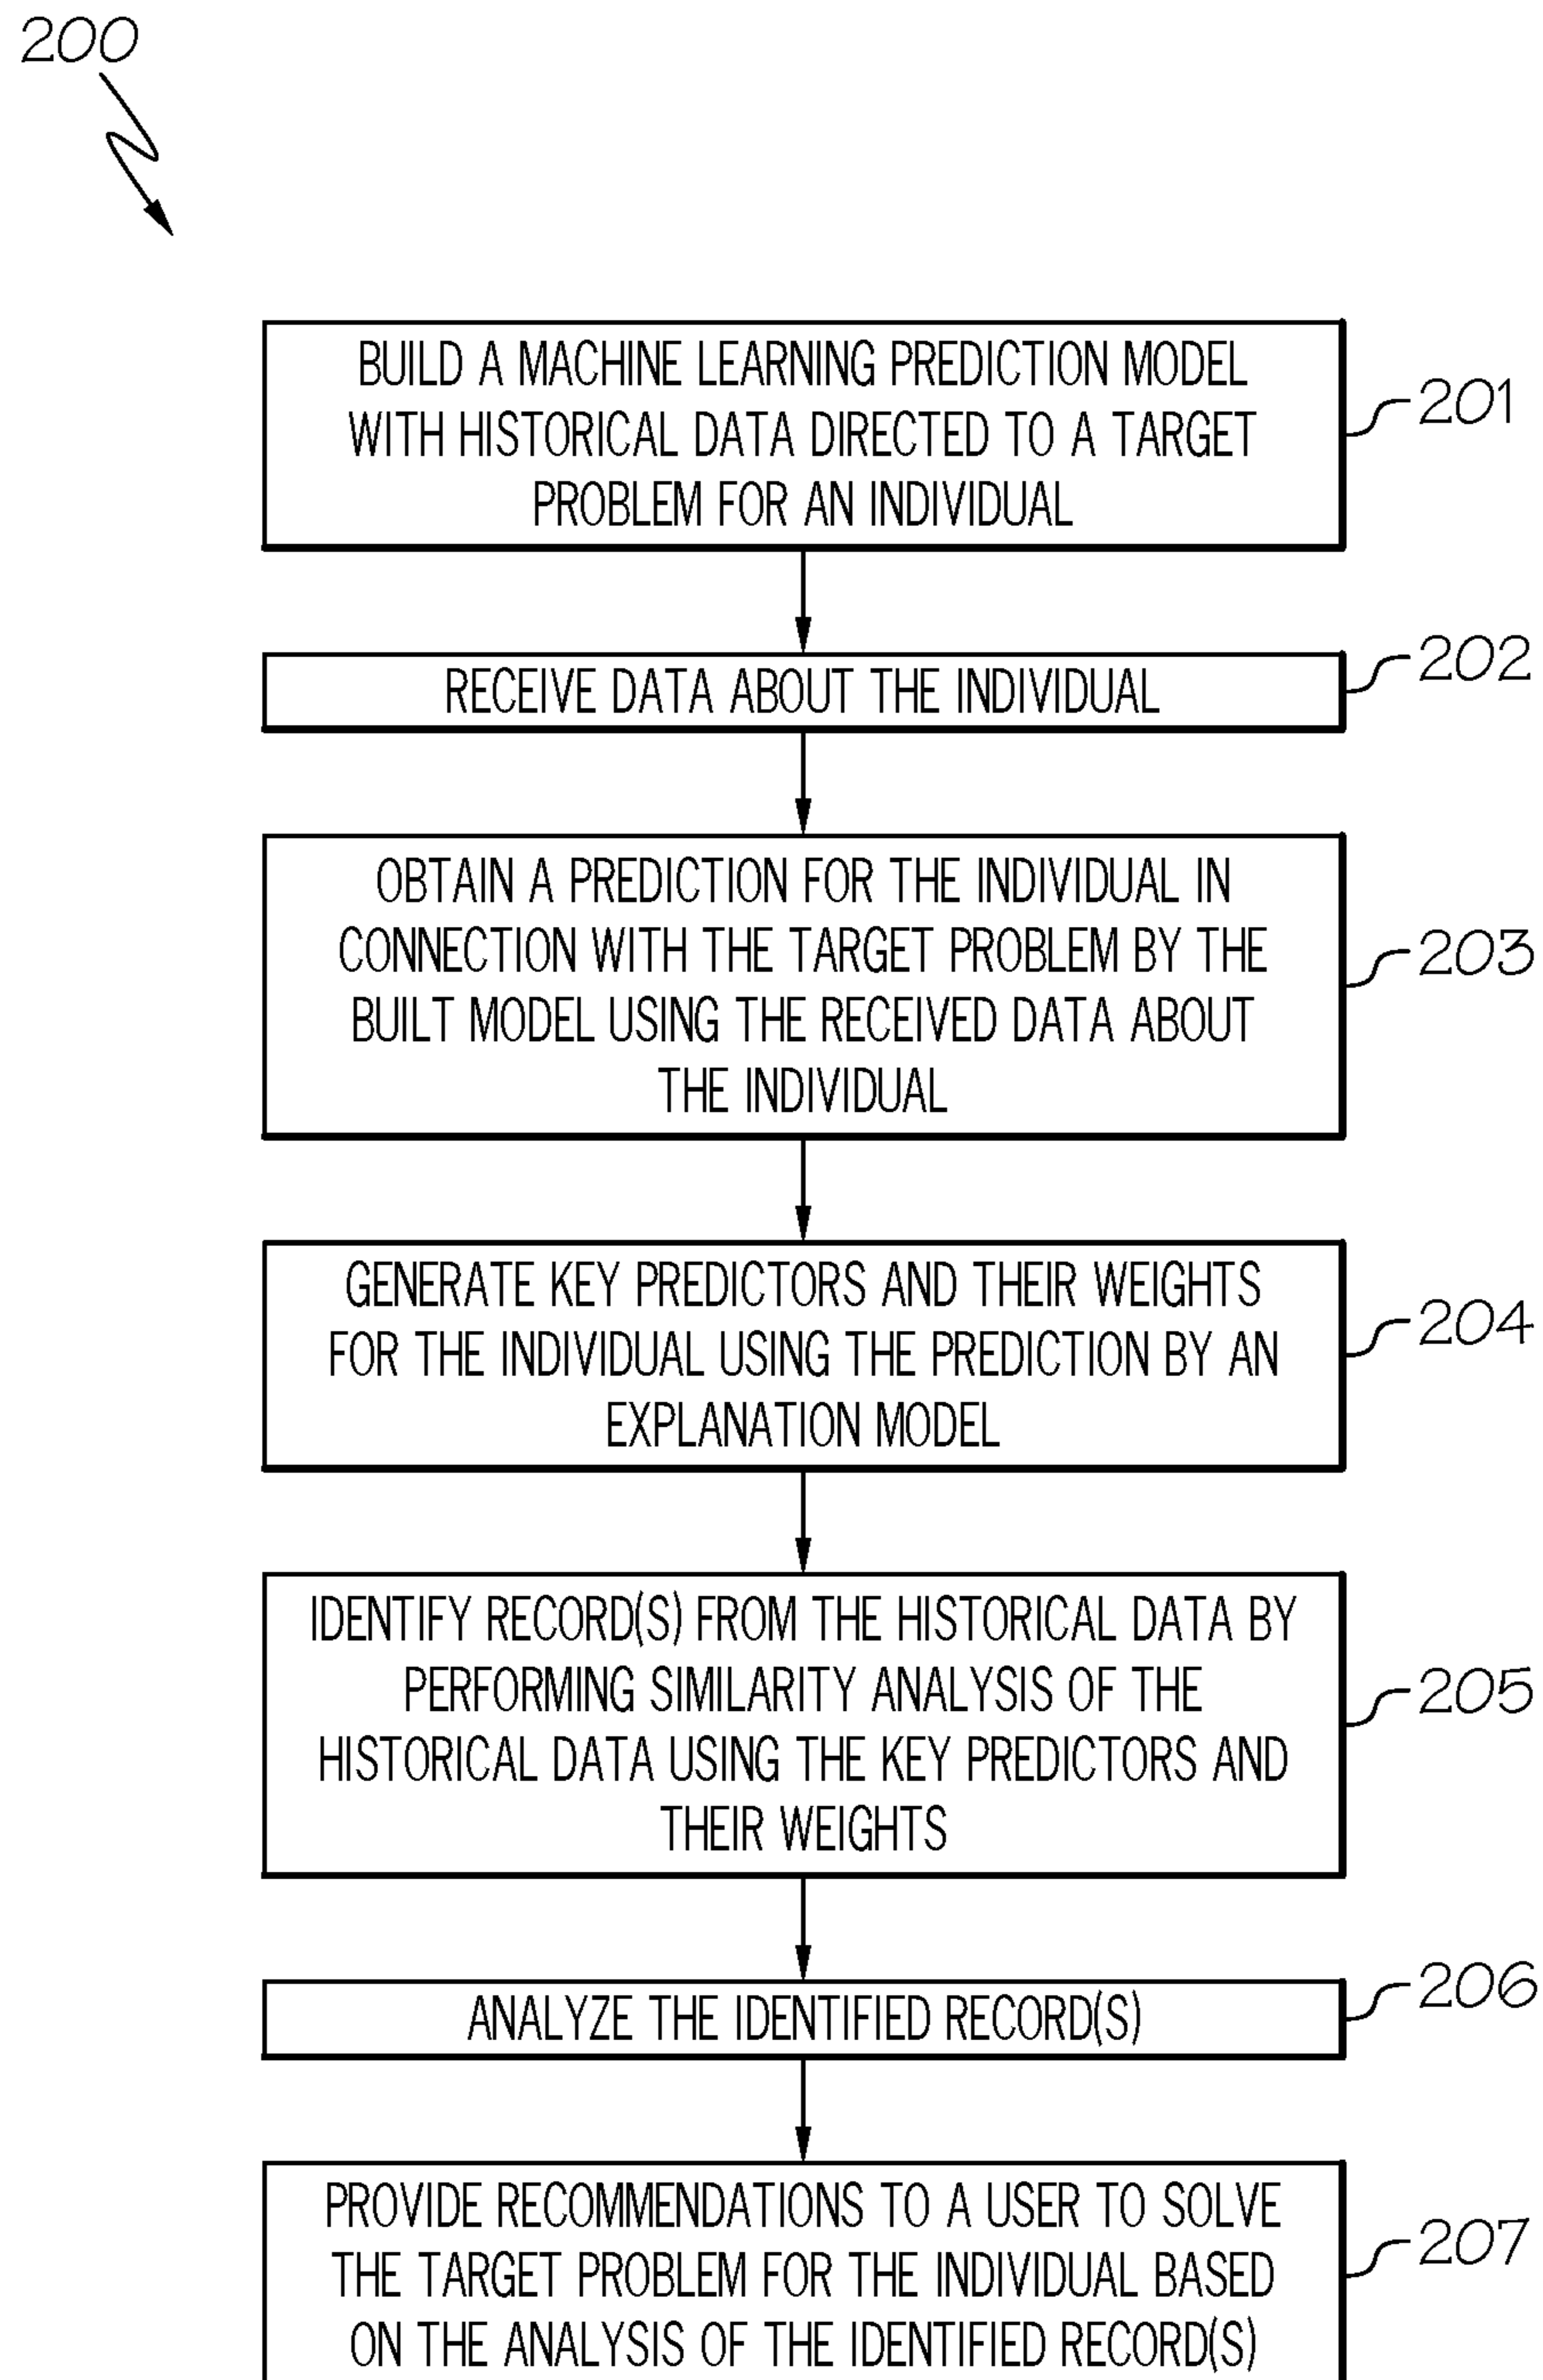 200
BUILD A MACHINE LEARNING PREDICTION MODEL
WITH HISTORICAL DATA DIRECTED TO A TARGET
PROBLEM FOR AN INDIVIDUAL
201
RECEIVE DATA ABOUT THE INDIVIDUAL
202
OBTAIN A PREDICTION FOR THE INDIVIDUAL IN
CONNECTION WITH THE TARGET PROBLEM BY THE
BUILT MODEL USING THE RECEIVED DATA ABOUT
THE INDIVIDUAL
203
GENERATE KEY PREDICTORS AND THEIR WEIGHTS
FOR THE INDIVIDUAL USING THE PREDICTION BY AN
EXPLANATION MODEL
204
IDENTIFY RECORD(S) FROM THE HISTORICAL DATA BY
PERFORMING SIMILARITY ANALYSIS OF THE
HISTORICAL DATA USING THE KEY PREDICTORS AND
THEIR WEIGHTS
205
ANALYZE THE IDENTIFIED RECORD(S)
206
PROVIDE RECOMMENDATIONS TO A USER TO SOLVE
THE TARGET PROBLEM FOR THE INDIVIDUAL BASED
ON THE ANALYSIS OF THE IDENTIFIED RECORD(S)
207